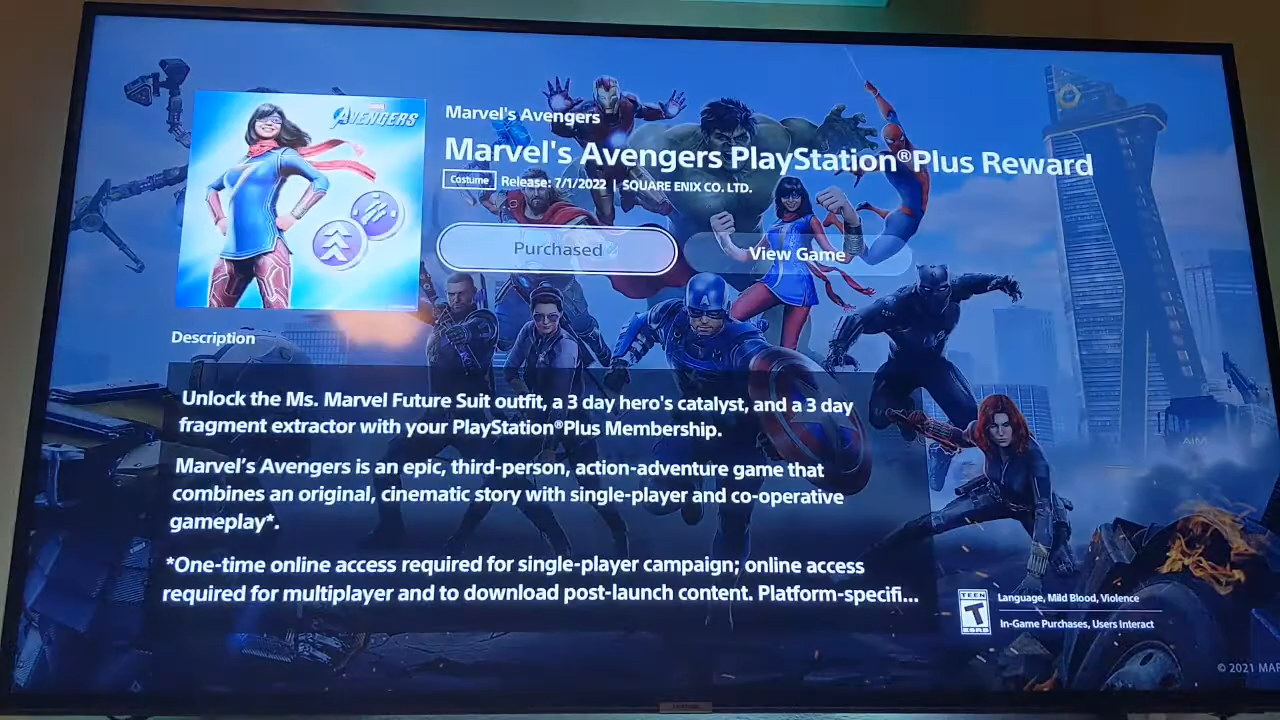 MARVEL
AVENGERS
Marvel's Avengers
Marvel's Avengers PlayStation®Plus Reward
Costume Release: 7/1/2022 | SQUARE ENIX CO. LTD.
Purchased
View Game
Description
Unlock the Ms. Marvel Future Suit outfit, a 3 day hero's catalyst, and a 3 day
fragment extractor with your PlayStation®Plus Membership.
Marvel's Avengers is an epic, third-person, action-adventure game that
combines an original, cinematic story with single-player and co-operative
gameplay*.
*One-time online access required for single-player campaign; online access
required for multiplayer and to download post-launch content. Platform-specifi...
AIM
TEEN
T
ESRB
Language, Mild Blood, Violence
In-Game Purchases, Users Interact
© 2021 MAR
SAMSUNG